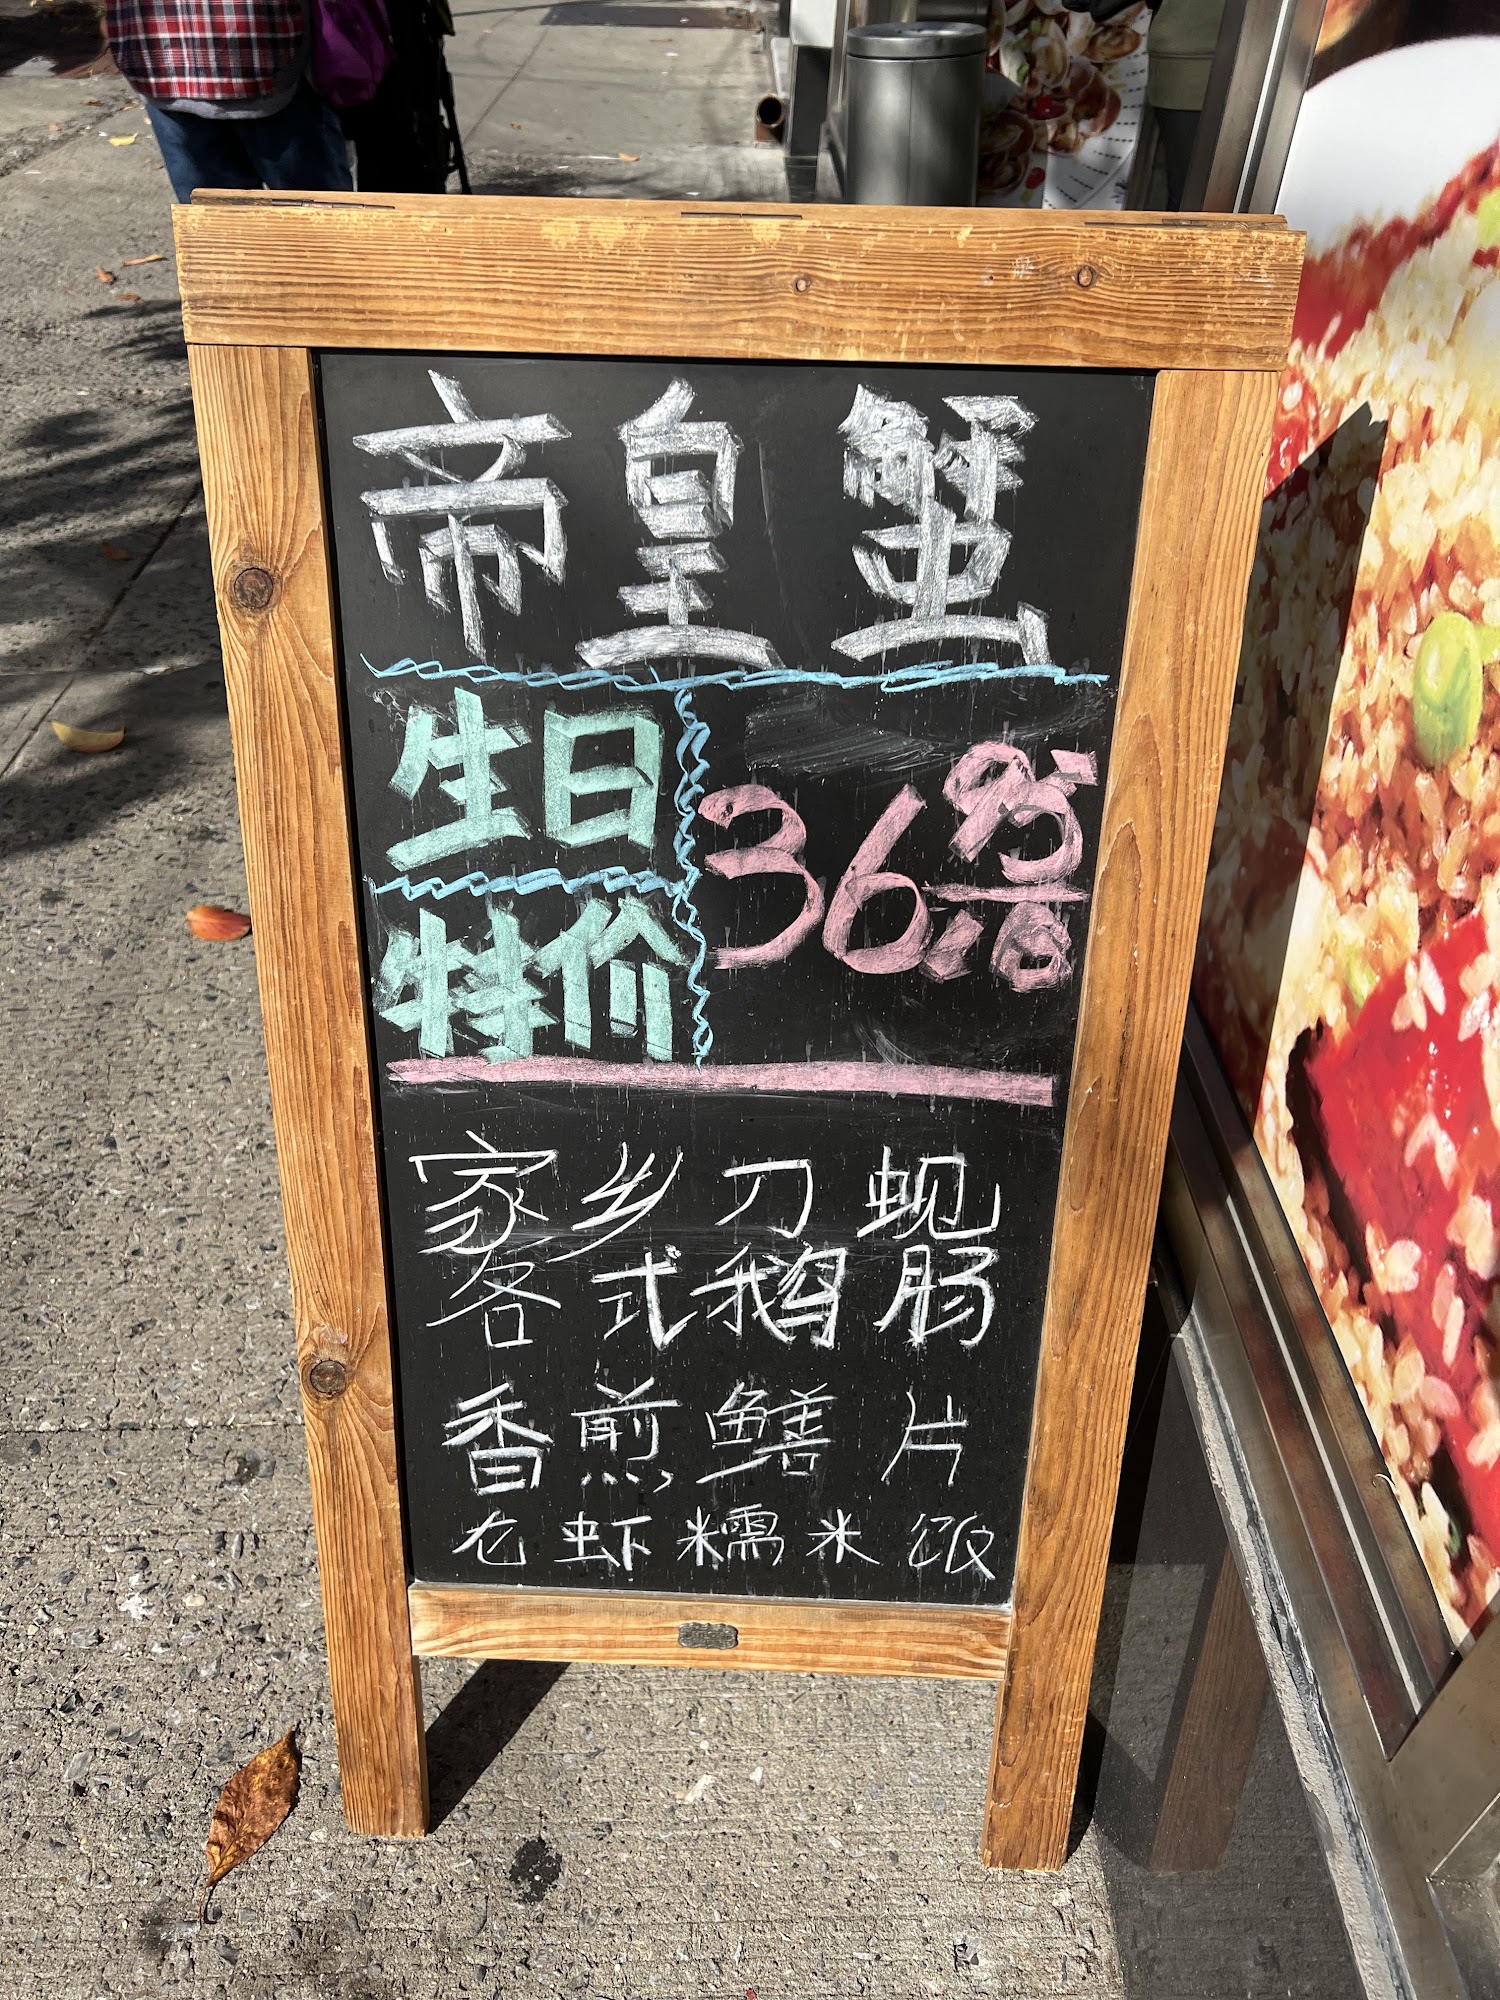 帝皇蟹
生日
特价
36.95/磅
家乡刀蚬
各式鹅肠
香煎鳝片
龙虾糯米饭